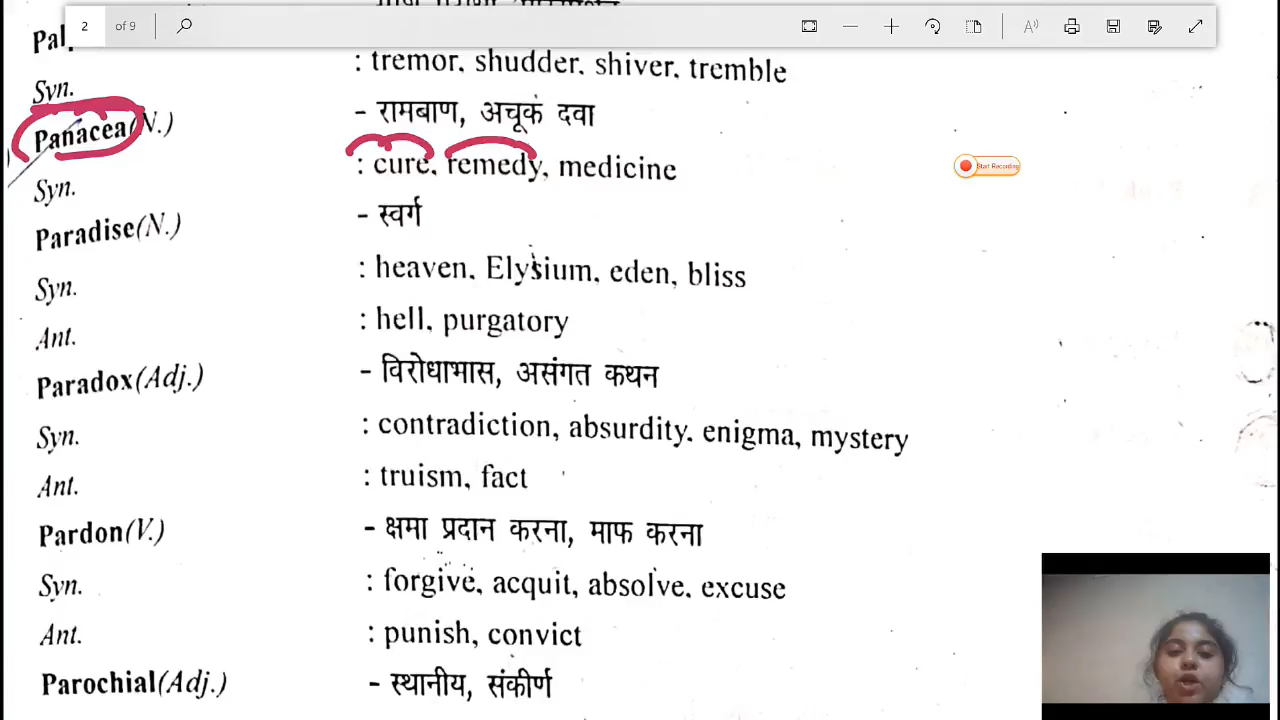 2 of 9
Start Recording
: tremor, shudder, shiver, tremble
Syn.
Panacea(N.) - रामबाण, अचूक दवा
Syn. : cure, remedy, medicine
Paradise(N.) - स्वर्ग
Syn. : heaven, Elysium, eden, bliss
Ant. : hell, purgatory
Paradox(Adj.) - विरोधाभास, असंगत कथन
Syn. : contradiction, absurdity, enigma, mystery
Ant. : truism, fact
Pardon(V.) - क्षमा प्रदान करना, माफ करना
Syn. : forgive, acquit, absolve, excuse
Ant. : punish, convict
Parochial(Adj.) - स्थानीय, संकीर्ण